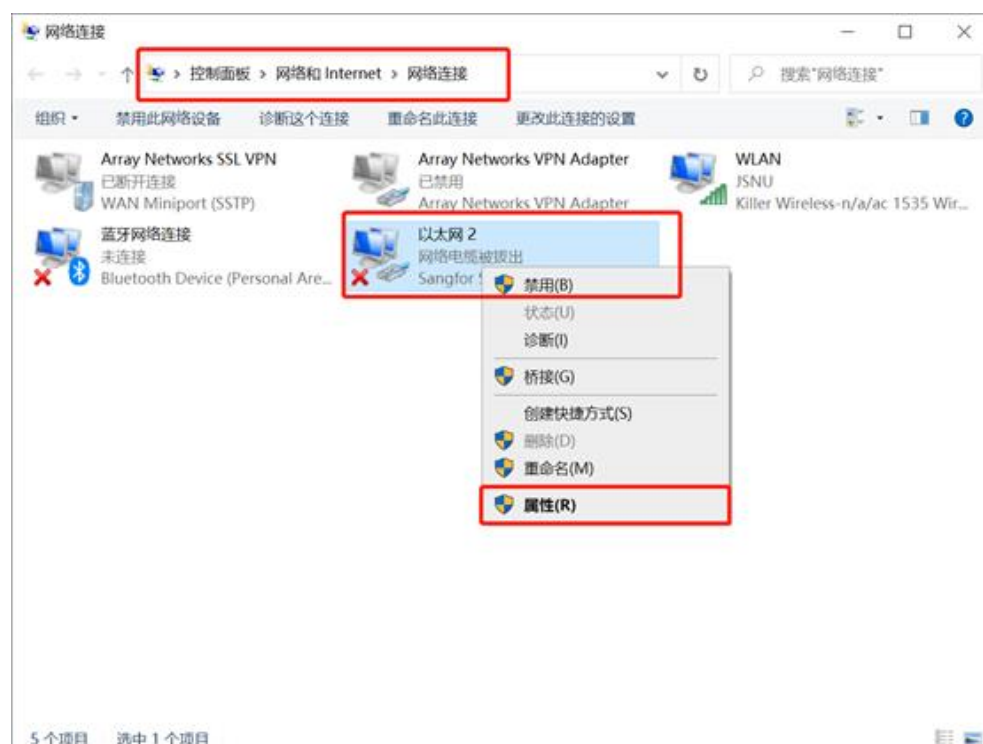 网络连接
控制面板 > 网络和 Internet > 网络连接
搜索"网络连接"
组织 禁用此网络设备 诊断这个连接 重命名此连接 更改此连接的设置
Array Networks SSL VPN
已断开连接
WAN Miniport (SSTP)
Array Networks VPN Adapter
已禁用
Array Networks VPN Adapter
WLAN
JSNU
Killer Wireless-n/a/ac 1535 Wir...
蓝牙网络连接
未连接
Bluetooth Device (Personal Are...
以太网 2
网络电缆被拔出
Sangfor
禁用(B)
状态(U)
诊断(I)
桥接(G)
创建快捷方式(S)
删除(D)
重命名(M)
属性(R)
5 个项目 选中 1 个项目